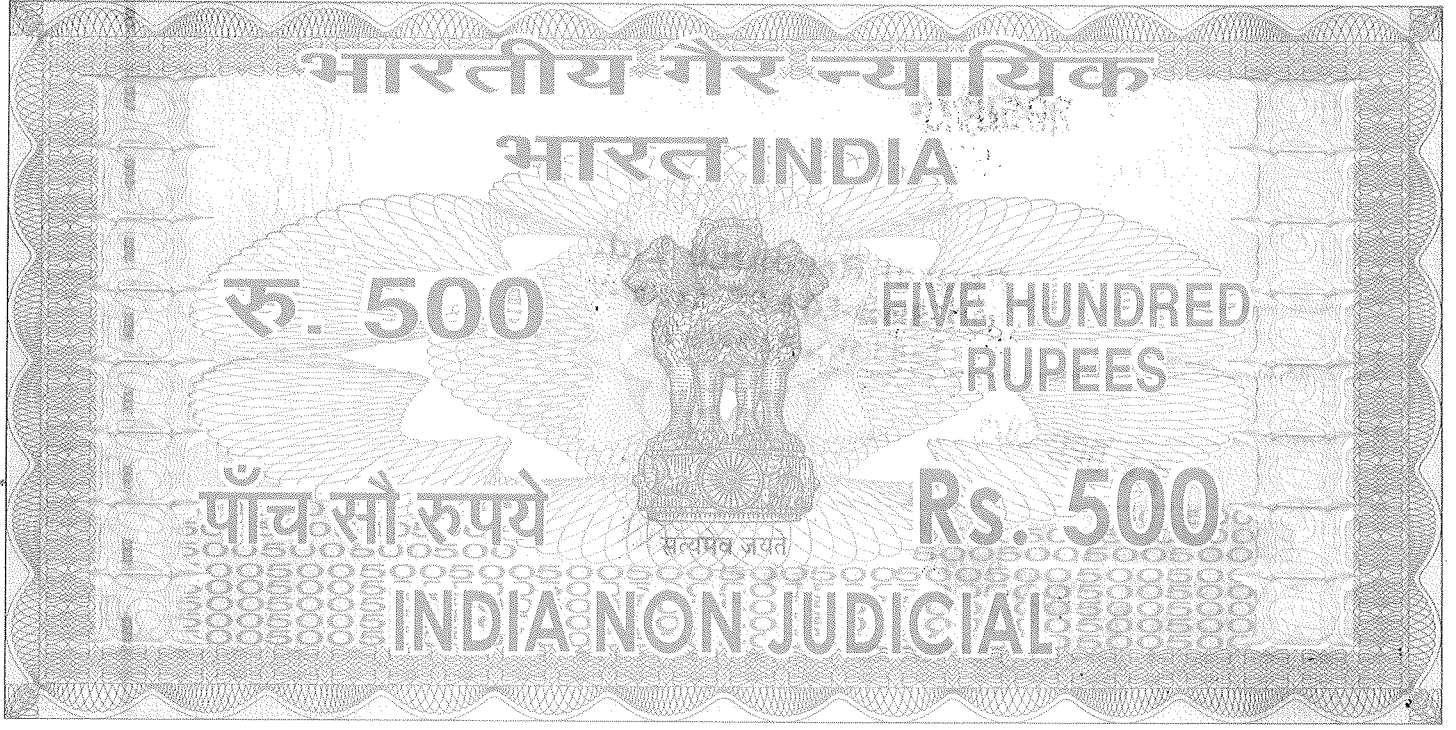 भारतीय गैर न्यायिक
भारत INDIA
रु. 500
FIVE HUNDRED
RUPEES
पाँच सौ रुपये
Rs. 500
सत्यमेव जयते
INDIA NON JUDICIAL